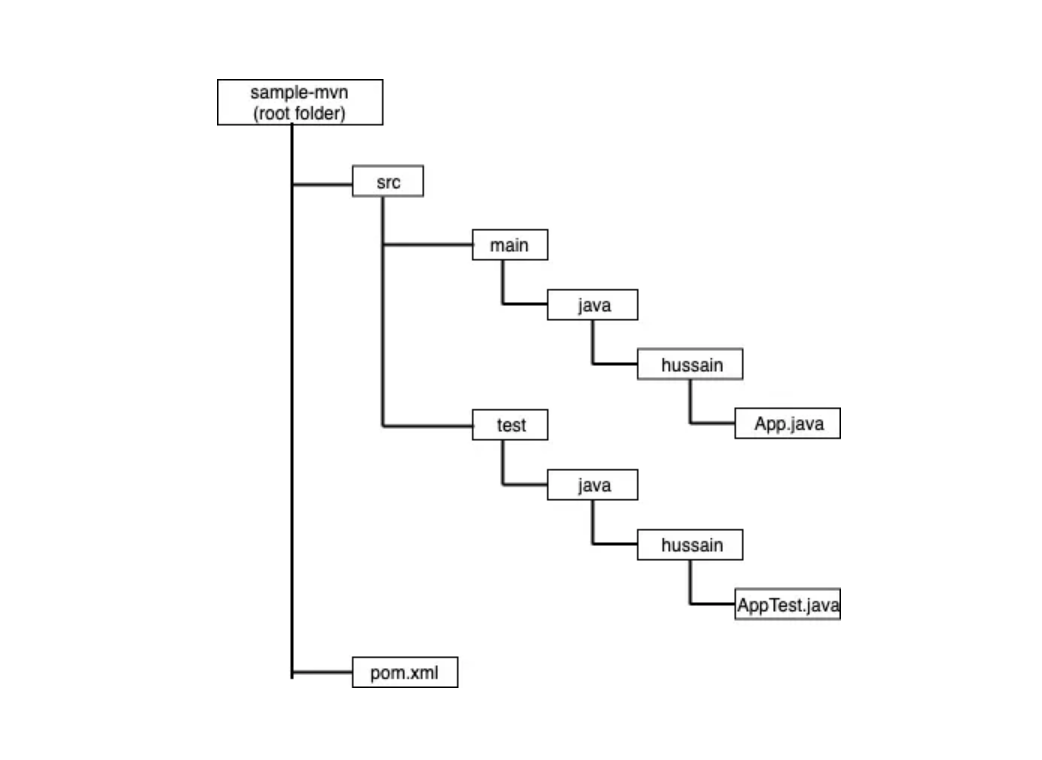 sample-mvn
(root folder)
src
main
java
hussain
App.java
test
java
hussain
AppTest.java
pom.xml